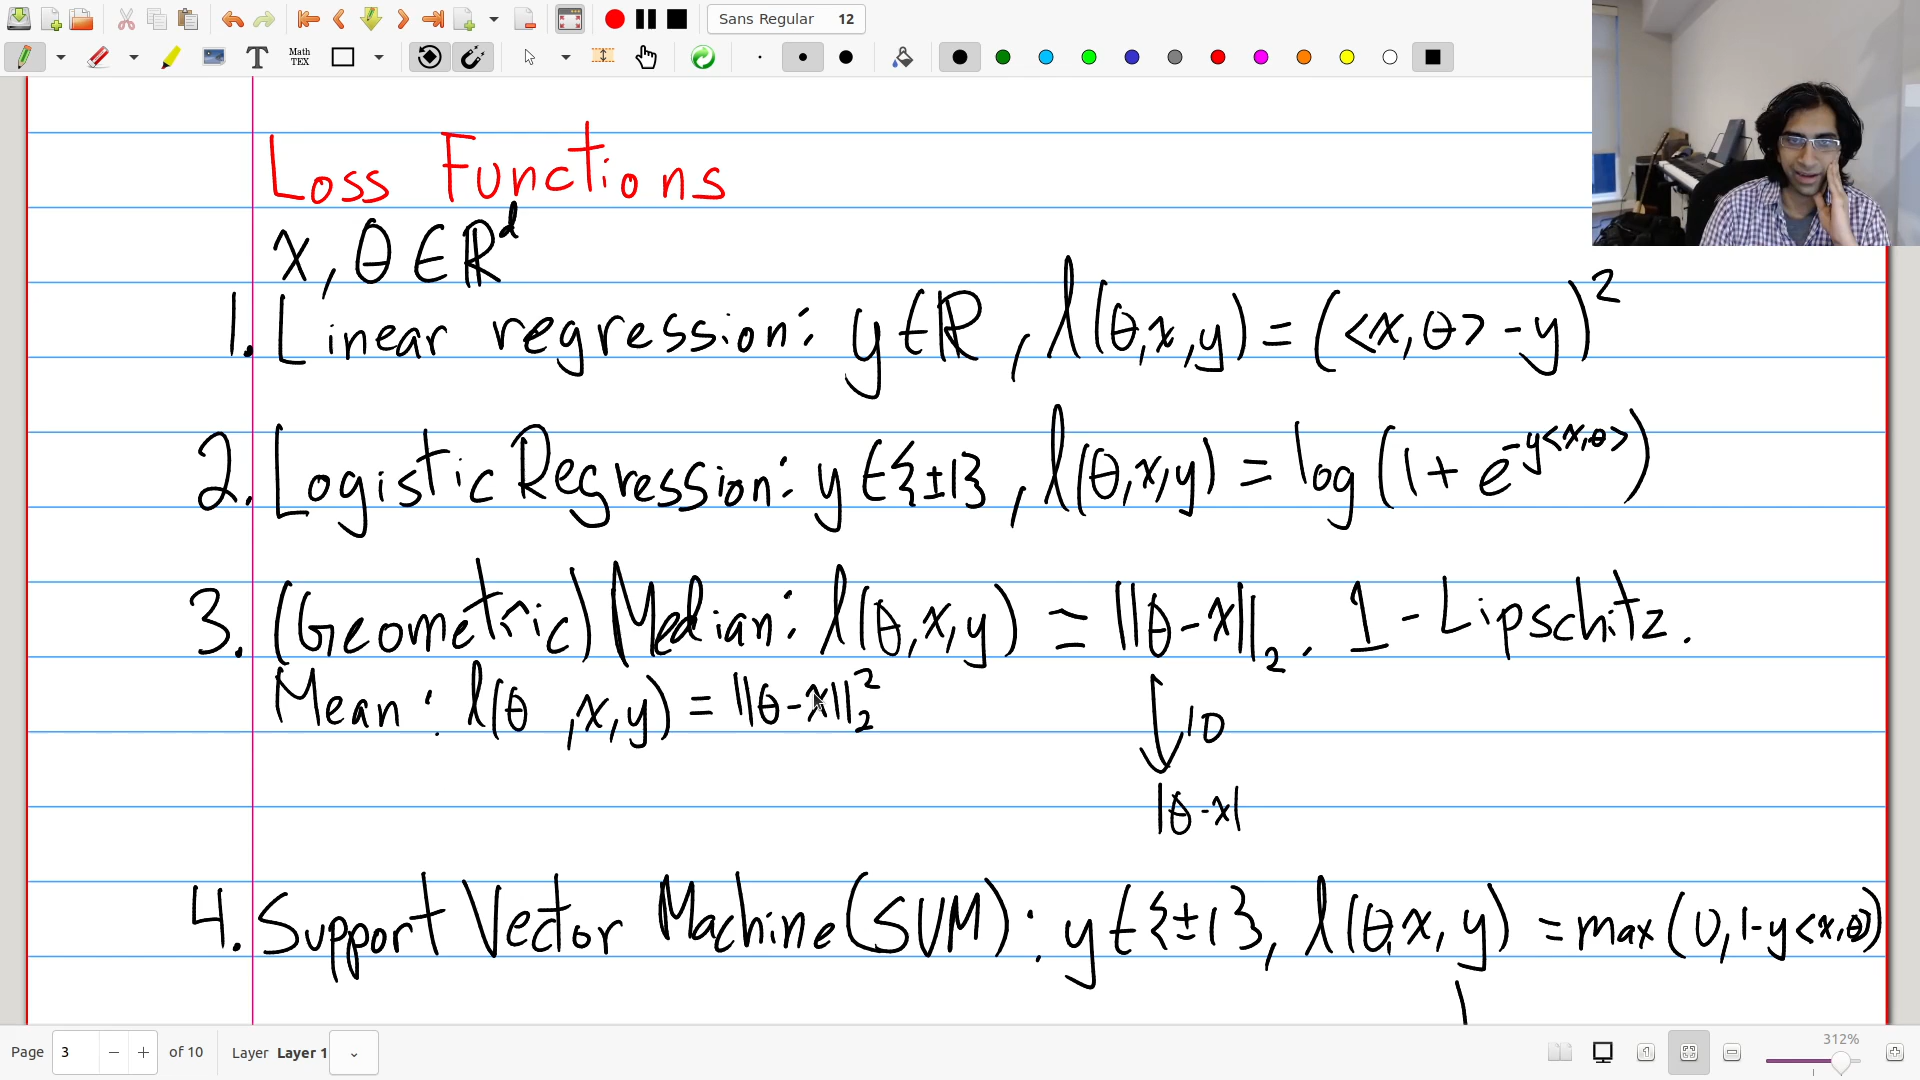 Sans Regular 12
Math TEX
Loss Functions
x, θ ∈ ℝ^d
1. Linear regression: y ∈ ℝ, l(θ,x,y) = (<x,θ> - y)^2
2. Logistic Regression: y ∈ {±1}, l(θ,x,y) = log(1 + e^{-y<x,θ>})
3. (Geometric) Median: l(θ,x,y) = ||θ-x||_2. 1-Lipschitz.
Mean: l(θ,x,y) = ||θ-x||_2^2
1D
|θ-x|
4. Support Vector Machine (SVM): y ∈ {±1}, l(θ,x,y) = max(0,1-y<x,θ>)
Page 3 − + of 10 Layer Layer 1 312%